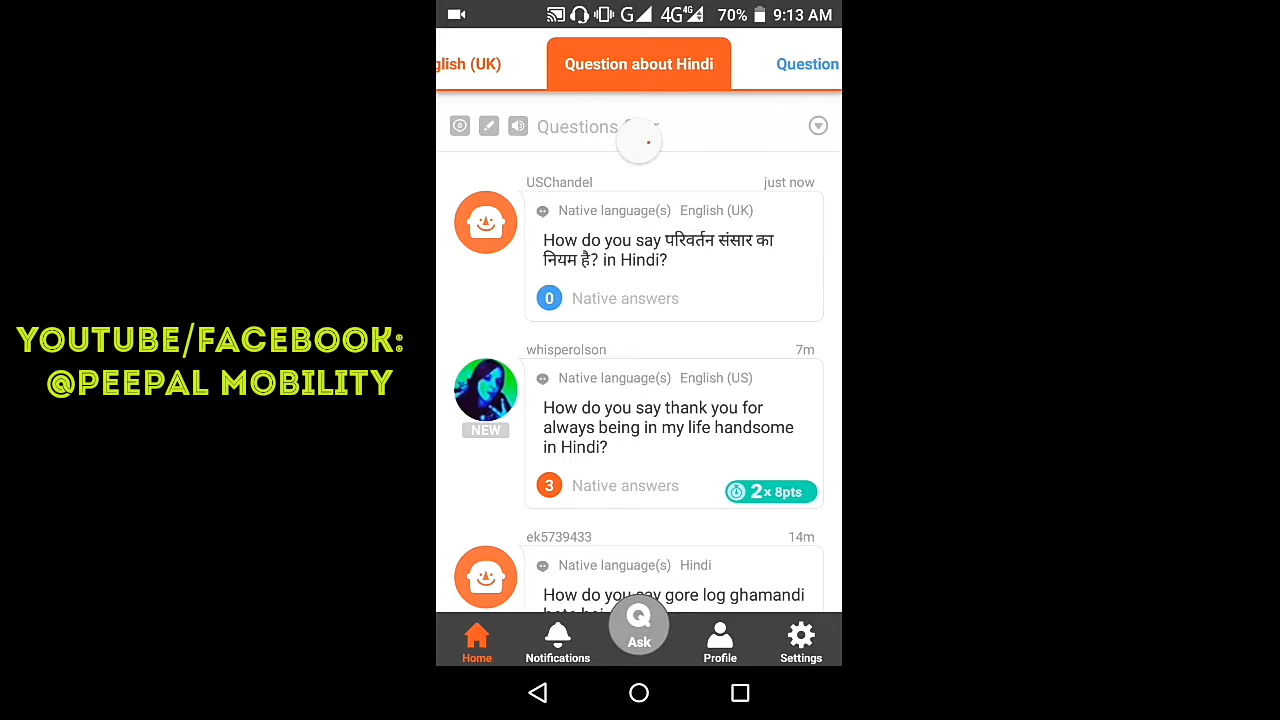 G 4G 4G 70% 9:13 AM
glish (UK) Question about Hindi Question
Questions
USChandel just now
Native language(s) English (UK)
How do you say परिवर्तन संसार का
नियम है? in Hindi?
0 Native answers
whisperolson 7m
Native language(s) English (US)
How do you say thank you for
always being in my life handsome
in Hindi?
NEW
3 Native answers 2x 8pts
ek5739433 14m
Native language(s) Hindi
How do you say gore log ghamandi
Q
Ask
Home Notifications Profile Settings
YOUTUBE/FACEBOOK:
@PEEPAL MOBILITY